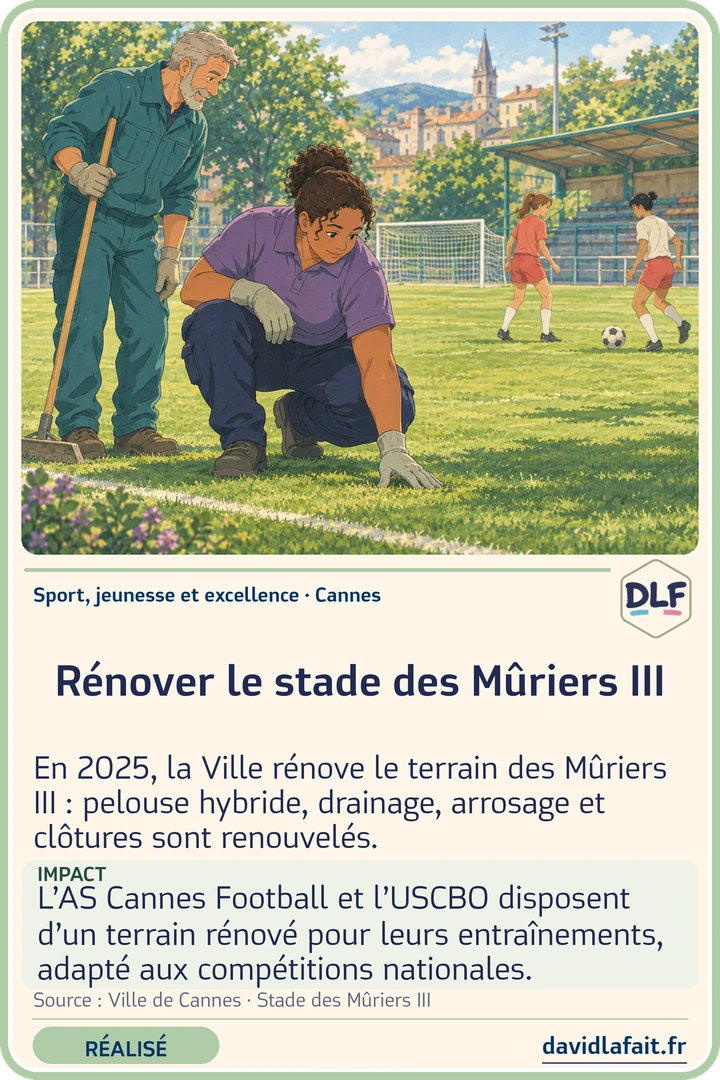 Sport, jeunesse et excellence · Cannes
DLF
Rénover le stade des Mûriers III
En 2025, la Ville rénove le terrain des Mûriers
III : pelouse hybride, drainage, arrosage et
clôtures sont renouvelés.
IMPACT
L’AS Cannes Football et l’USCBO disposent
d’un terrain rénové pour leurs entraînements,
adapté aux compétitions nationales.
Source : Ville de Cannes · Stade des Mûriers III
RÉALISÉ
davidlafait.fr